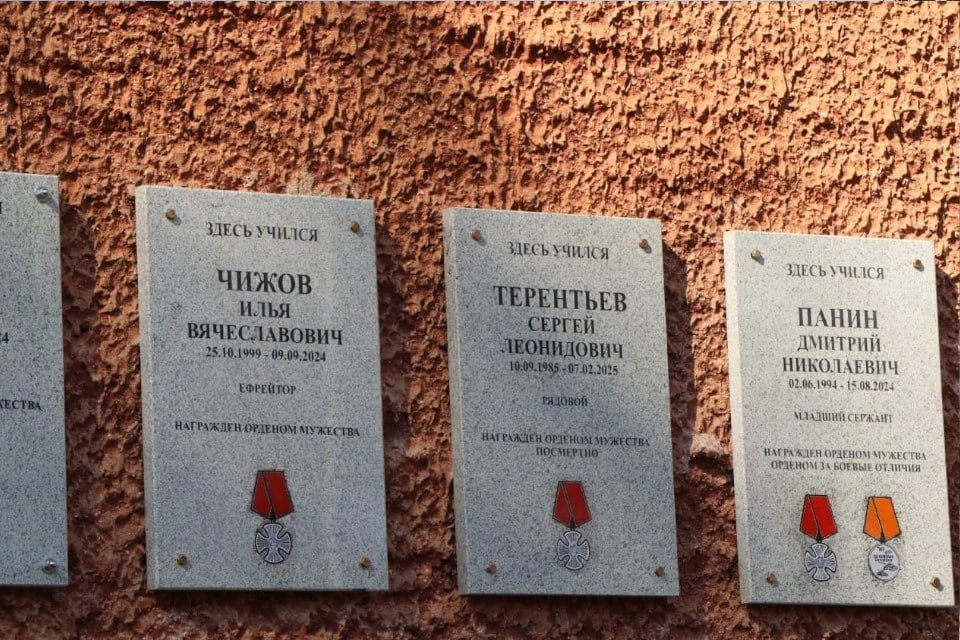 24
ЖЕСТВА
ЗДЕСЬ УЧИЛСЯ
ЧИЖОВ
ИЛЬЯ
ВЯЧЕСЛАВОВИЧ
25.10.1999 - 09.09.2024
ЕФРЕЙТОР
НАГРАЖДЕН ОРДЕНОМ МУЖЕСТВА
ЗДЕСЬ УЧИЛСЯ
ТЕРЕНТЬЕВ
СЕРГЕЙ
ЛЕОНИДОВИЧ
10.09.1985 - 07.02.2025
РЯДОВОЙ
НАГРАЖДЕН ОРДЕНОМ МУЖЕСТВА
ПОСМЕРТНО
ЗДЕСЬ УЧИЛСЯ
ПАНИН
ДМИТРИЙ
НИКОЛАЕВИЧ
02.06.1994 - 15.08.2024
МЛАДШИЙ СЕРЖАНТ
НАГРАЖДЕН ОРДЕНОМ МУЖЕСТВА
ОРДЕНОМ ЗА БОЕВЫЕ ОТЛИЧИЯ